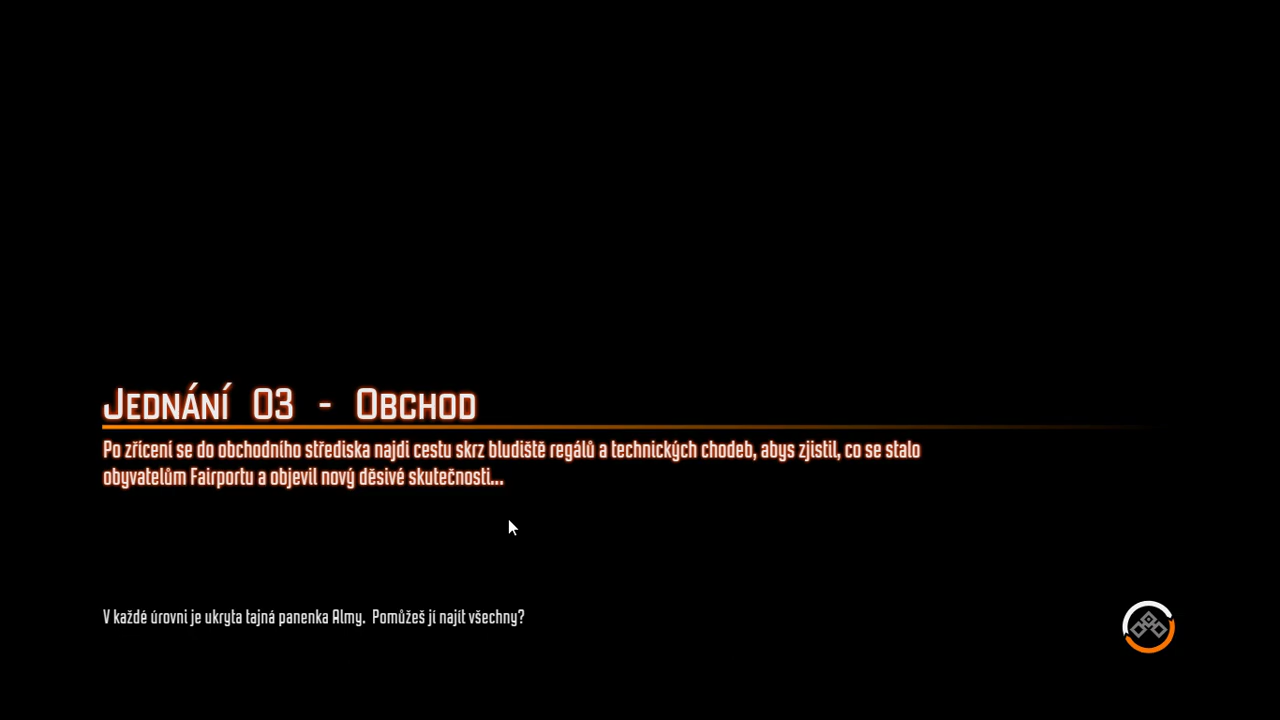 Jednání 03 - Obchod
Po zřícení se do obchodního střediska najdi cestu skrz bludiště regálů a technických chodeb, abys zjistil, co se stalo
obyvatelům Fairportu a objevil nový děsivé skutečnosti...
V každé úrovni je ukryta tajná panenka Almy. Pomůžeš jí najít všechny?